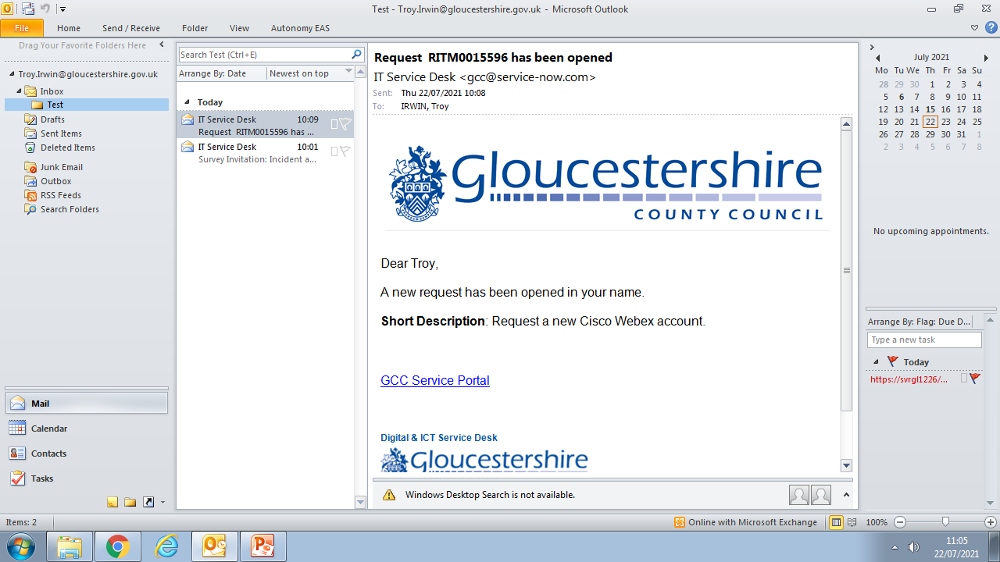 Test - Troy.Irwin@gloucestershire.gov.uk - Microsoft Outlook
File Home Send / Receive Folder View Autonomy EAS
Drag Your Favorite Folders Here
Troy.Irwin@gloucestershire.gov.uk
Inbox
Test
Drafts
Sent Items
Deleted Items
Junk Email
Outbox
RSS Feeds
Search Folders
Mail
Calendar
Contacts
Tasks
Search Test (Ctrl+E)
Arrange By: Date Newest on top
Today
IT Service Desk 10:09
Request RITM0015596 has ...
IT Service Desk 10:01
Survey Invitation: Incident a...
Request RITM0015596 has been opened
IT Service Desk <gcc@service-now.com>
Sent: Thu 22/07/2021 10:08
To: IRWIN, Troy
Gloucestershire
COUNTY COUNCIL
Dear Troy,
A new request has been opened in your name.
Short Description: Request a new Cisco Webex account.
GCC Service Portal
Digital & ICT Service Desk
Gloucestershire
Windows Desktop Search is not available.
July 2021
Mo Tu We Th Fr Sa Su
28 29 30 1 2 3 4
5 6 7 8 9 10 11
12 13 14 15 16 17 18
19 20 21 22 23 24 25
26 27 28 29 30 31 1
2 3 4 5 6 7 8
No upcoming appointments.
Arrange By: Flag: Due D...
Type a new task
Today
https://svrgl1226/...
Items: 2
Online with Microsoft Exchange 100%
11:05
22/07/2021